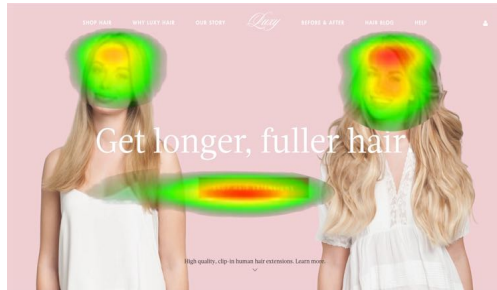 SHOP HAIR WHY LUXY HAIR OUR STORY Luxy BEFORE & AFTER HAIR BLOG HELP
Get longer, fuller hair.
High quality, clip-in human hair extensions. Learn more.